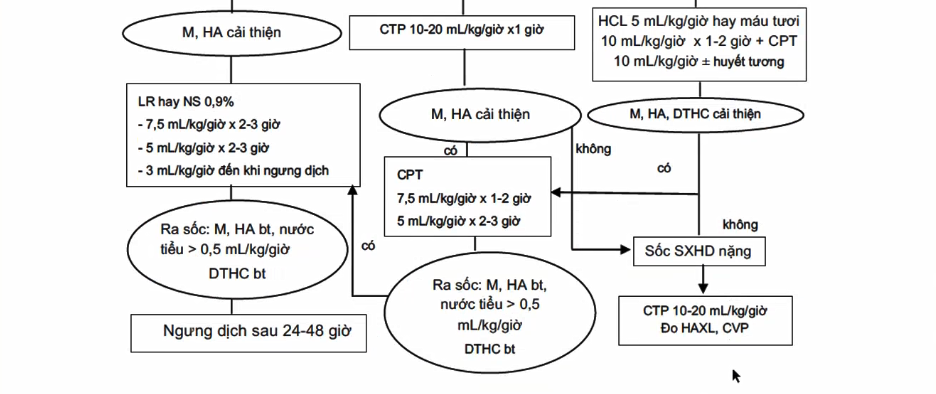 M, HA cải thiện
LR hay NS 0,9%
- 7,5 mL/kg/giờ x 2-3 giờ
- 5 mL/kg/giờ x 2-3 giờ
- 3 mL/kg/giờ đến khi ngưng dịch
Ra sốc: M, HA bt, nước
tiểu > 0,5 mL/kg/giờ
DTHC bt
Ngưng dịch sau 24-48 giờ
CTP 10-20 mL/kg/giờ x1 giờ
M, HA cải thiện
có
không
CPT
7,5 mL/kg/giờ x 1-2 giờ
5 mL/kg/giờ x 2-3 giờ
có
Ra sốc: M, HA bt,
nước tiểu > 0,5
mL/kg/giờ
DTHC bt
HCL 5 mL/kg/giờ hay máu tươi
10 mL/kg/giờ x 1-2 giờ + CPT
10 mL/kg/giờ ± huyết tương
M, HA, DTHC cải thiện
có
không
Sốc SXHD nặng
CTP 10-20 mL/kg/giờ
Đo HAXL, CVP